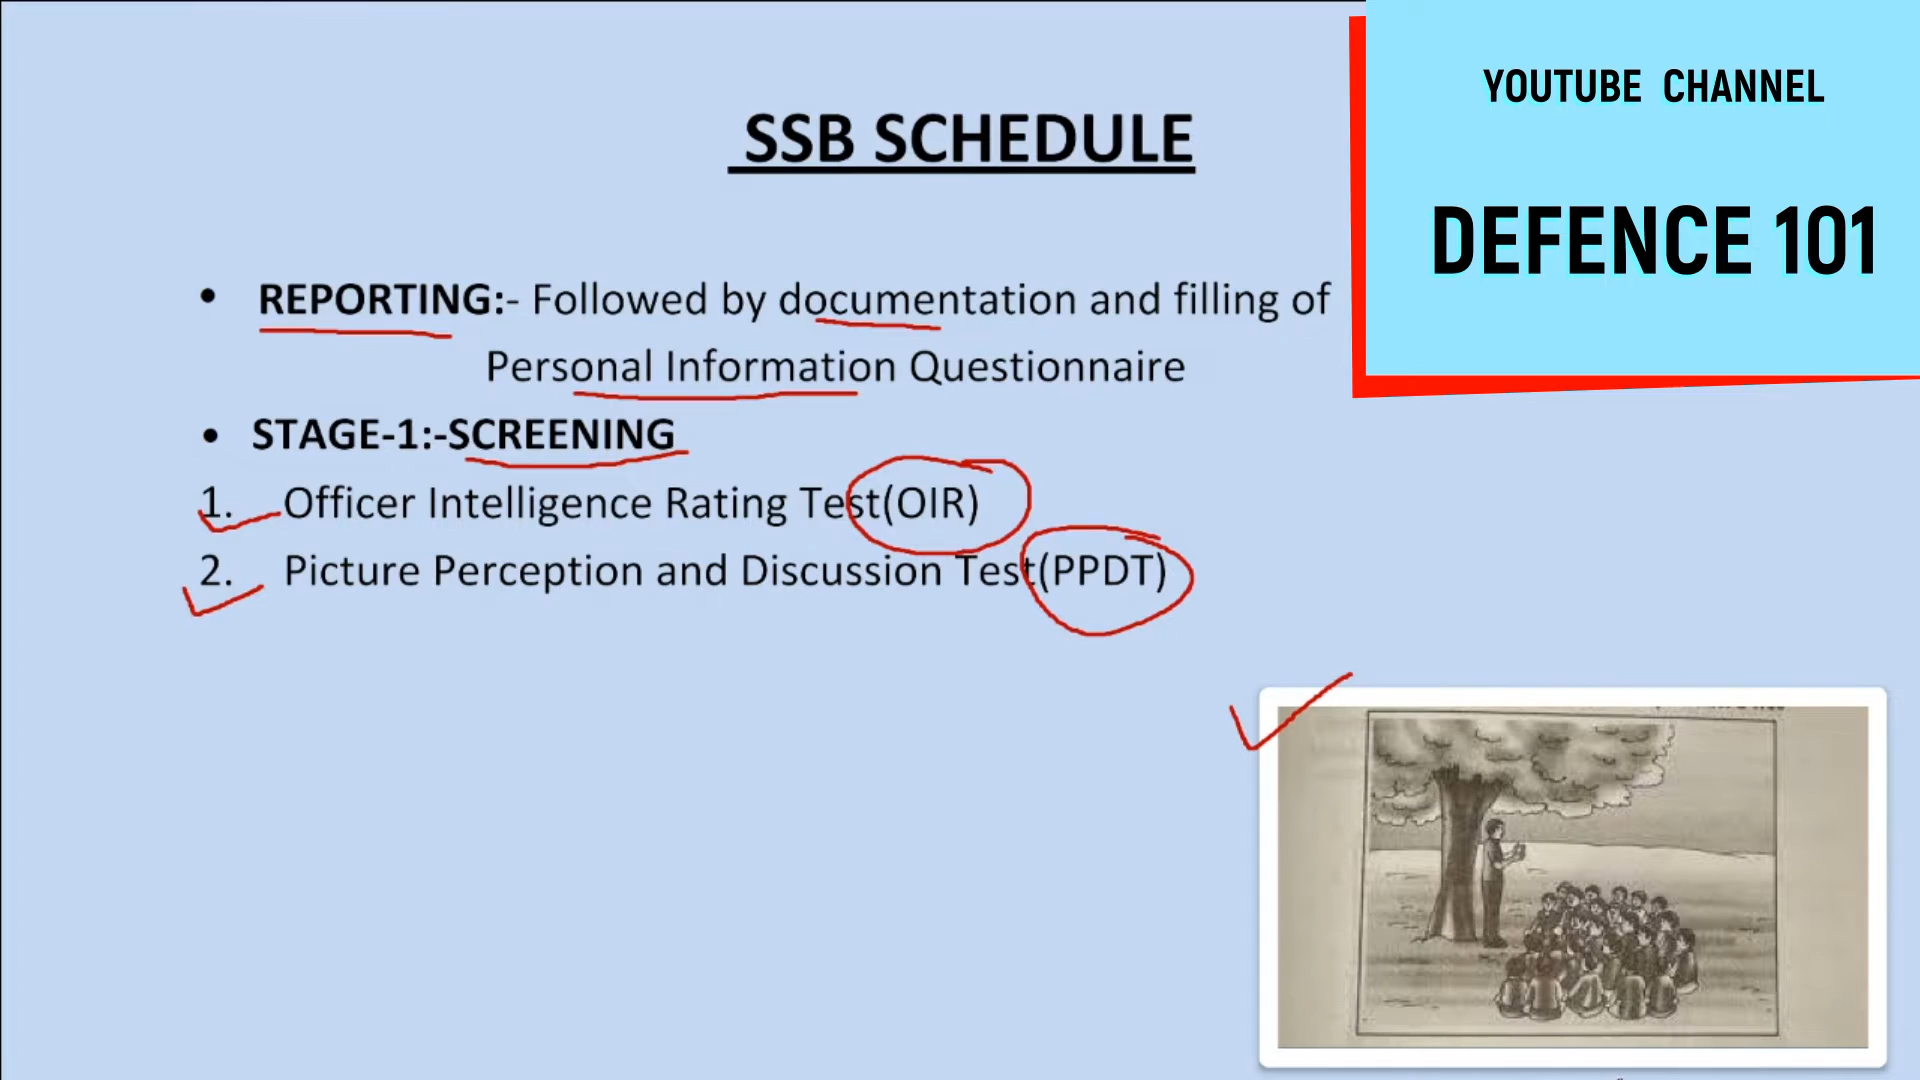 SSB SCHEDULE
YOUTUBE CHANNEL
DEFENCE 101
• REPORTING:- Followed by documentation and filling of
Personal Information Questionnaire
• STAGE-1:-SCREENING
1. Officer Intelligence Rating Test(OIR)
2. Picture Perception and Discussion Test(PPDT)